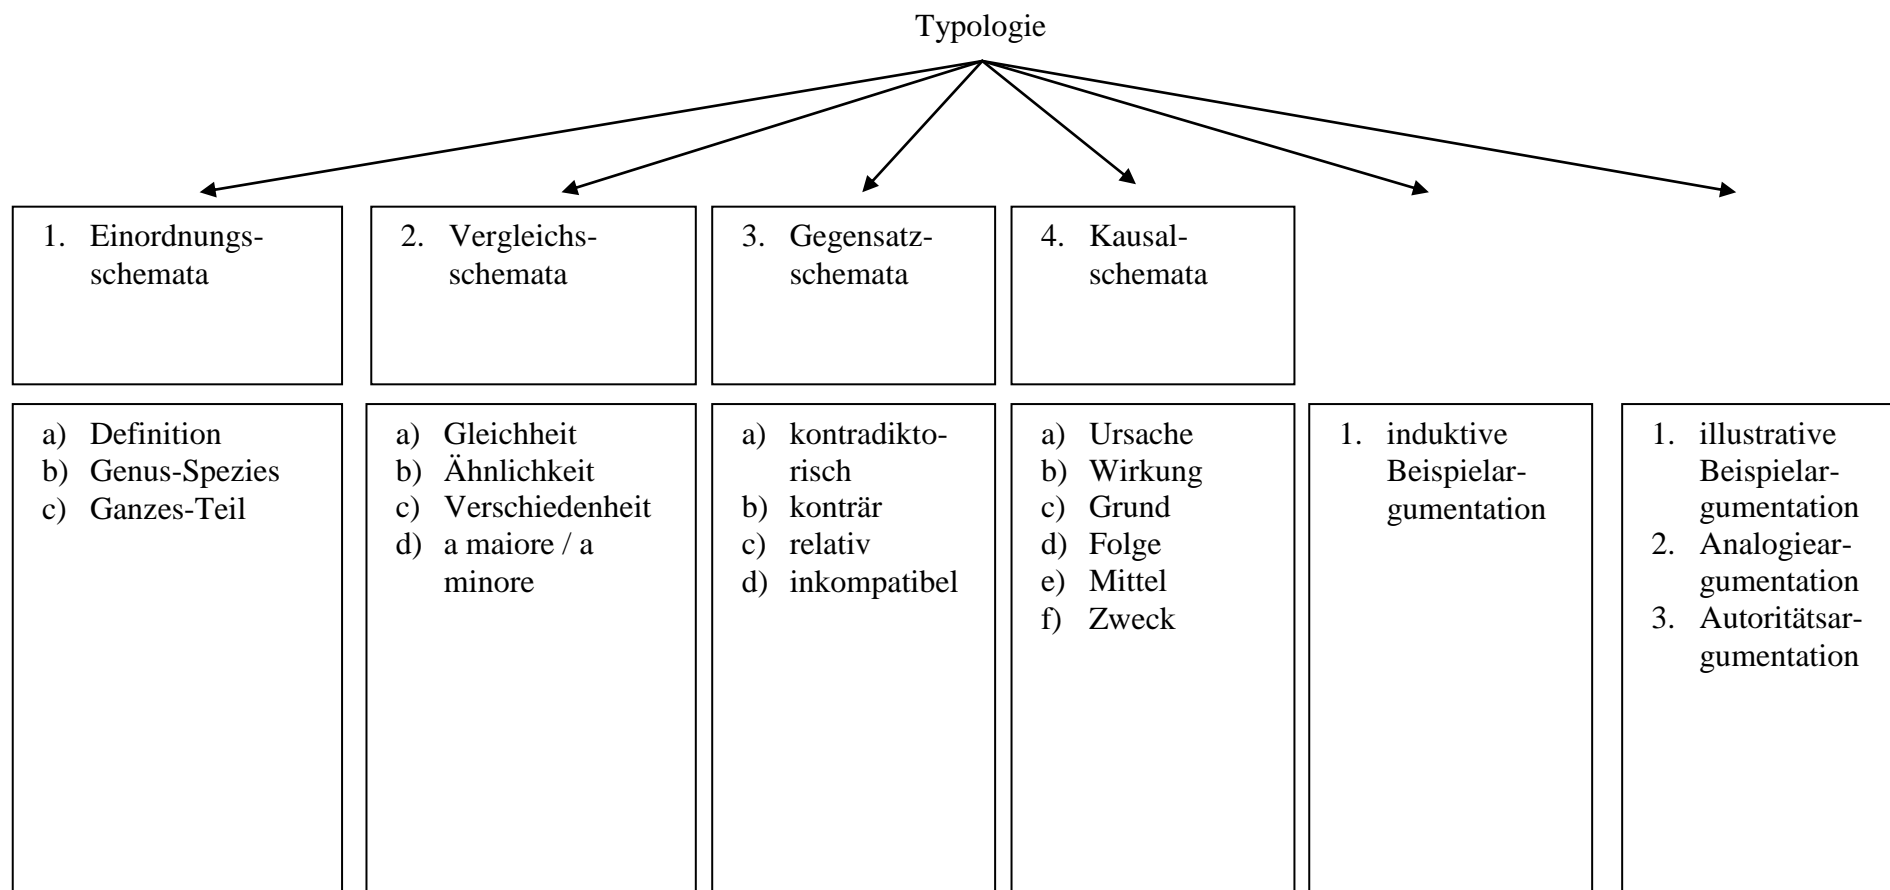 Typologie
1. Einordnungs-
schemata
2. Vergleichs-
schemata
3. Gegensatz-
schemata
4. Kausal-
schemata
a) Definition
b) Genus-Spezies
c) Ganzes-Teil
a) Gleichheit
b) Ähnlichkeit
c) Verschiedenheit
d) a maiore / a
minore
a) kontradikto-
risch
b) konträr
c) relativ
d) inkompatibel
a) Ursache
b) Wirkung
c) Grund
d) Folge
e) Mittel
f) Zweck
1. induktive
Beispielar-
gumentation
1. illustrative
Beispielar-
gumentation
2. Analogiear-
gumentation
3. Autoritätsar-
gumentation